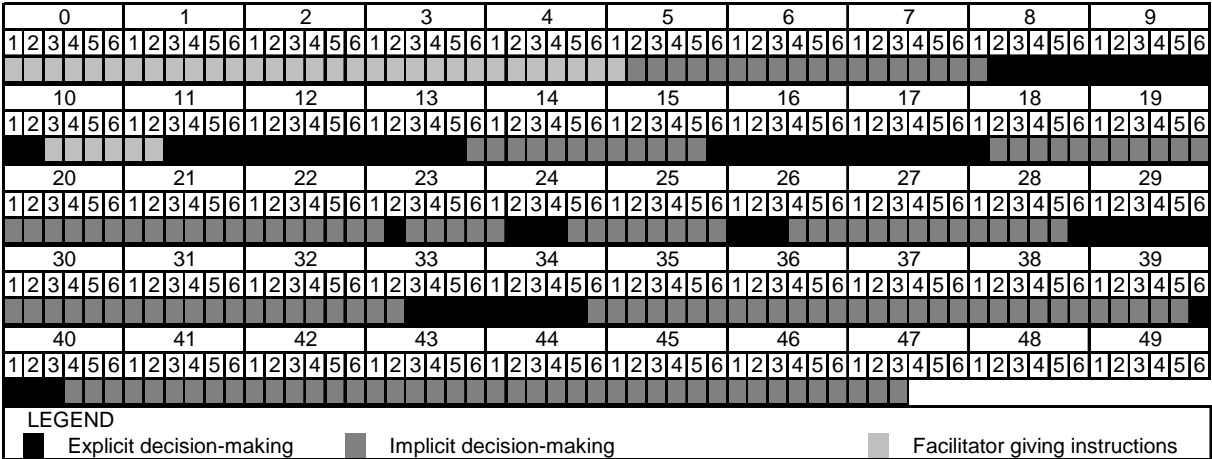 0 1 2 3 4 5 6 7 8 9
1 2 3 4 5 6 1 2 3 4 5 6 1 2 3 4 5 6 1 2 3 4 5 6 1 2 3 4 5 6 1 2 3 4 5 6 1 2 3 4 5 6 1 2 3 4 5 6 1 2 3 4 5 6 1 2 3 4 5 6
10 11 12 13 14 15 16 17 18 19
1 2 3 4 5 6 1 2 3 4 5 6 1 2 3 4 5 6 1 2 3 4 5 6 1 2 3 4 5 6 1 2 3 4 5 6 1 2 3 4 5 6 1 2 3 4 5 6 1 2 3 4 5 6 1 2 3 4 5 6
20 21 22 23 24 25 26 27 28 29
1 2 3 4 5 6 1 2 3 4 5 6 1 2 3 4 5 6 1 2 3 4 5 6 1 2 3 4 5 6 1 2 3 4 5 6 1 2 3 4 5 6 1 2 3 4 5 6 1 2 3 4 5 6 1 2 3 4 5 6
30 31 32 33 34 35 36 37 38 39
1 2 3 4 5 6 1 2 3 4 5 6 1 2 3 4 5 6 1 2 3 4 5 6 1 2 3 4 5 6 1 2 3 4 5 6 1 2 3 4 5 6 1 2 3 4 5 6 1 2 3 4 5 6 1 2 3 4 5 6
40 41 42 43 44 45 46 47 48 49
1 2 3 4 5 6 1 2 3 4 5 6 1 2 3 4 5 6 1 2 3 4 5 6 1 2 3 4 5 6 1 2 3 4 5 6 1 2 3 4 5 6 1 2 3 4 5 6 1 2 3 4 5 6 1 2 3 4 5 6
LEGEND
Explicit decision-making Implicit decision-making Facilitator giving instructions